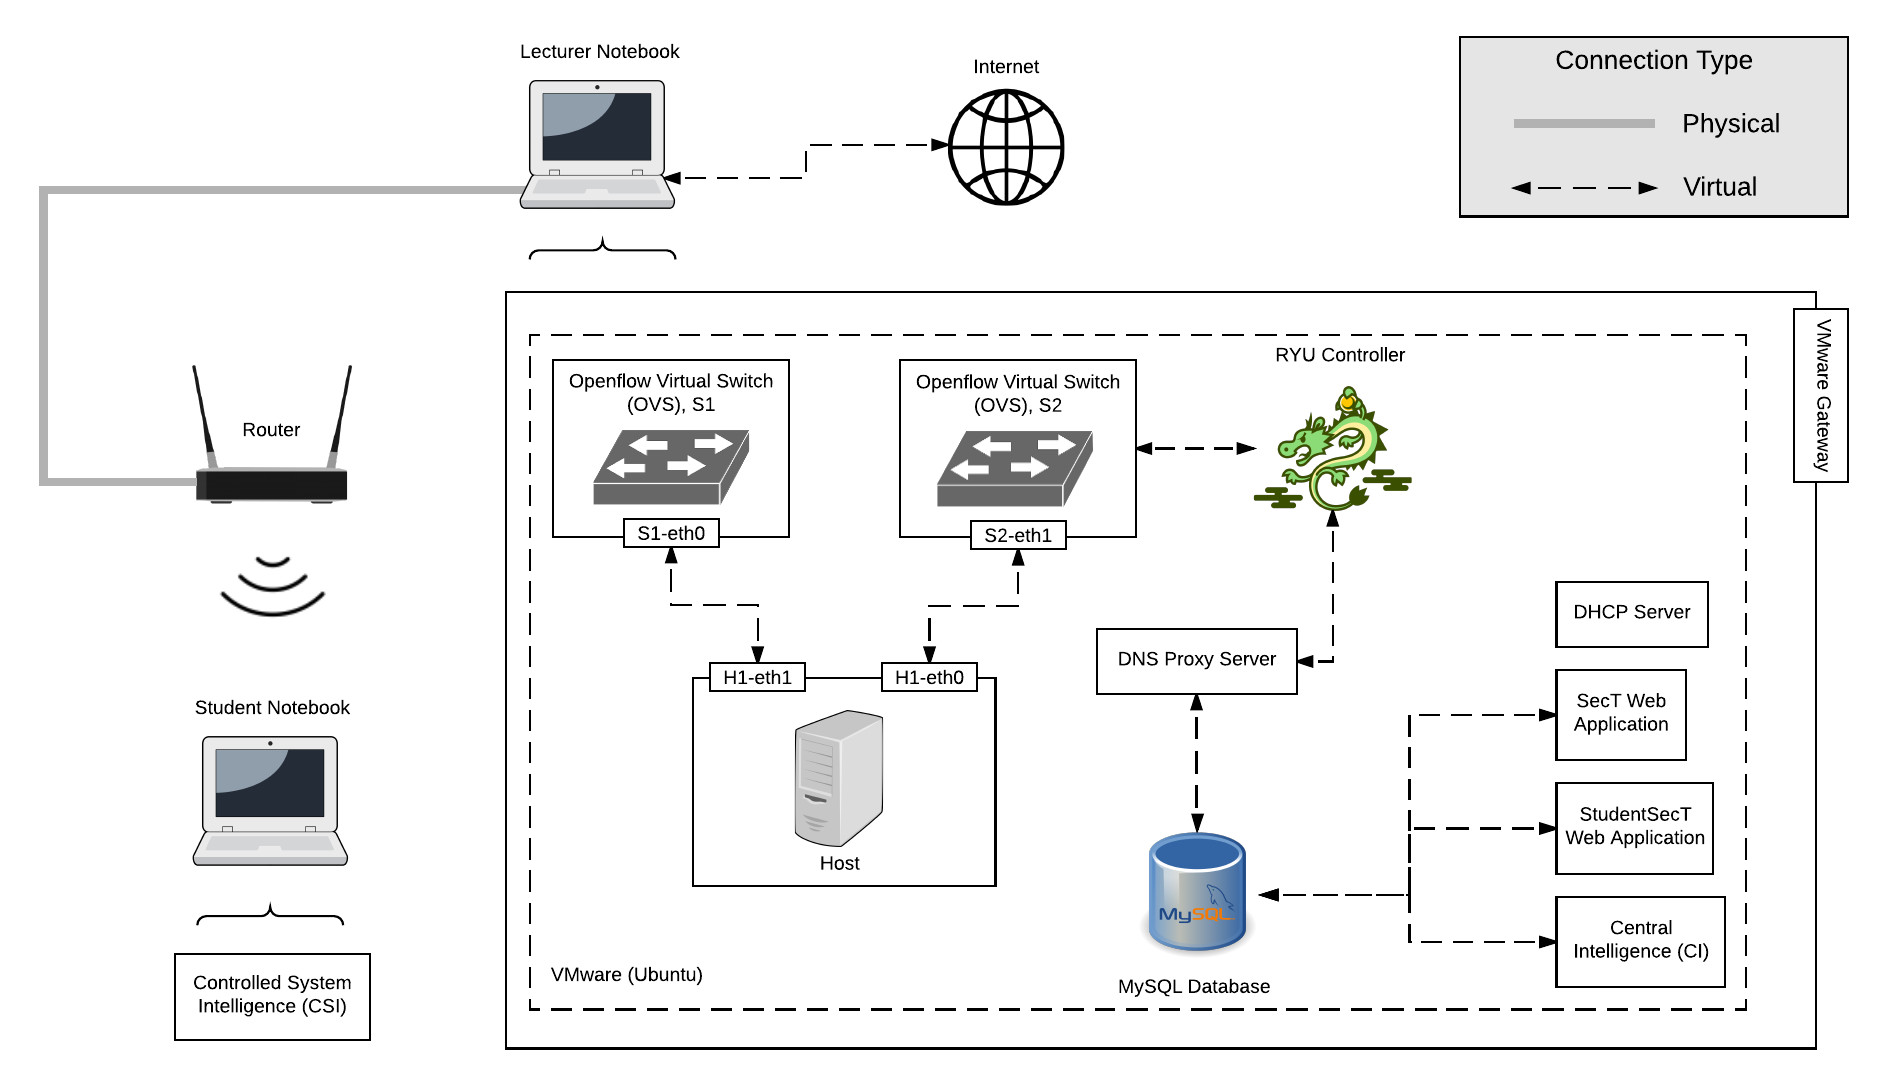 Lecturer Notebook
Internet
Connection Type
Physical
Virtual
VMware Gateway
RYU Controller
Openflow Virtual Switch
(OVS), S1
Openflow Virtual Switch
(OVS), S2
Router
S1-eth0
S2-eth1
DHCP Server
DNS Proxy Server
H1-eth1
H1-eth0
SecT Web
Application
Student Notebook
StudentSecT
Web Application
Host
MySQL
Central
Intelligence (CI)
VMware (Ubuntu)
MySQL Database
Controlled System
Intelligence (CSI)